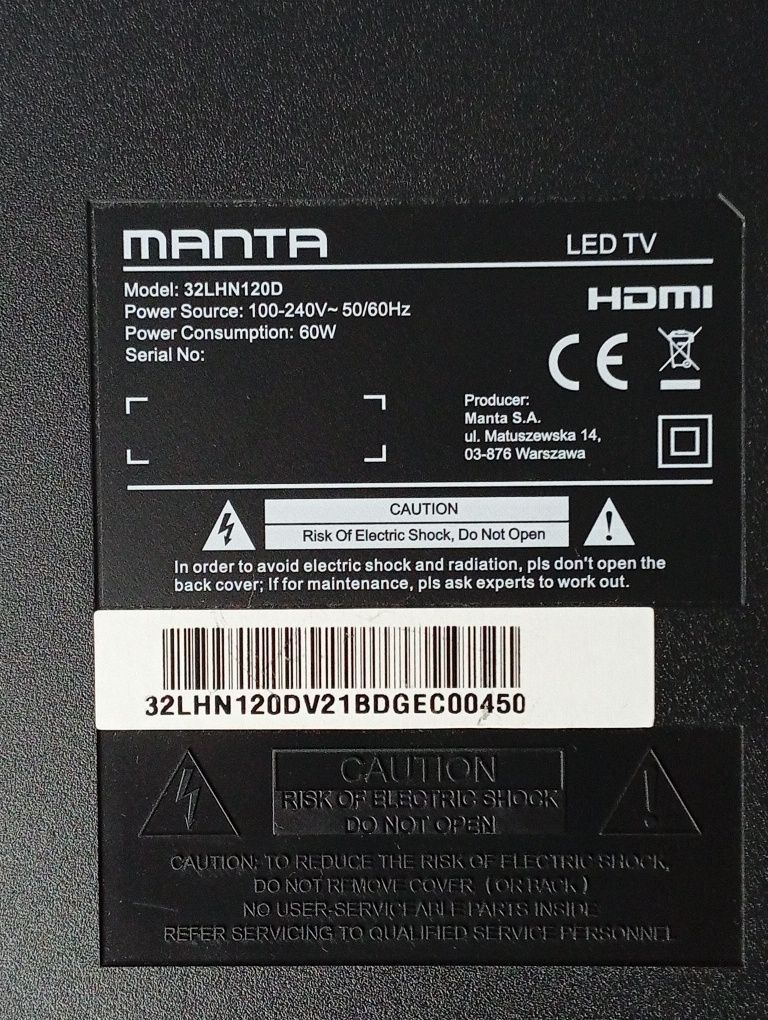 MANTA
LED TV
Model: 32LHN120D
Power Source: 100-240V~ 50/60Hz
Power Consumption: 60W
Serial No:
HDMI
CE
Producer:
Manta S.A.
ul. Matuszewska 14,
03-876 Warszawa
CAUTION
Risk Of Electric Shock, Do Not Open
In order to avoid electric shock and radiation, pls don't open the
back cover; If for maintenance, pls ask experts to work out.
32LHN120DV21BDGEC00450
CAUTION
RISK OF ELECTRIC SHOCK
DO NOT OPEN
CAUTION: TO REDUCE THE RISK OF ELECTRIC SHOCK,
DO NOT REMOVE COVER (OR BACK)
NO USER-SERVICEABLE PARTS INSIDE
REFER SERVICING TO QUALIFIED SERVICE PERSONNEL